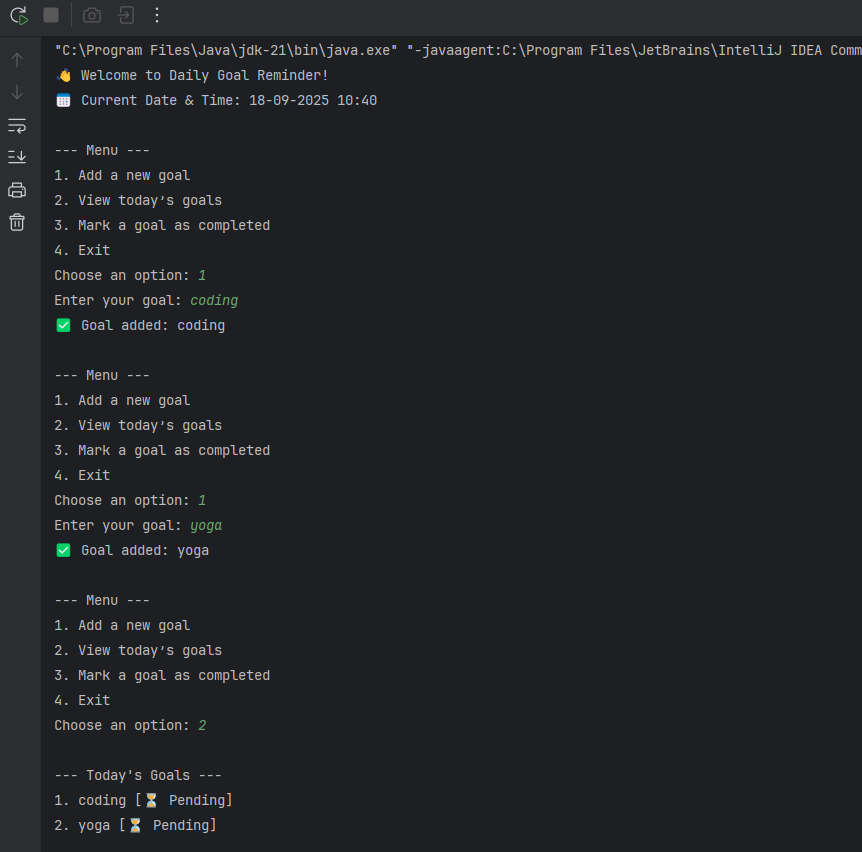 "C:\Program Files\Java\jdk-21\bin\java.exe" "-javaagent:C:\Program Files\JetBrains\IntelliJ IDEA Comm
👋 Welcome to Daily Goal Reminder!
📅 Current Date & Time: 18-09-2025 10:40
--- Menu ---
1. Add a new goal
2. View today’s goals
3. Mark a goal as completed
4. Exit
Choose an option: 1
Enter your goal: coding
✅ Goal added: coding
--- Menu ---
1. Add a new goal
2. View today’s goals
3. Mark a goal as completed
4. Exit
Choose an option: 1
Enter your goal: yoga
✅ Goal added: yoga
--- Menu ---
1. Add a new goal
2. View today’s goals
3. Mark a goal as completed
4. Exit
Choose an option: 2
--- Today's Goals ---
1. coding [⏳ Pending]
2. yoga [⏳ Pending]